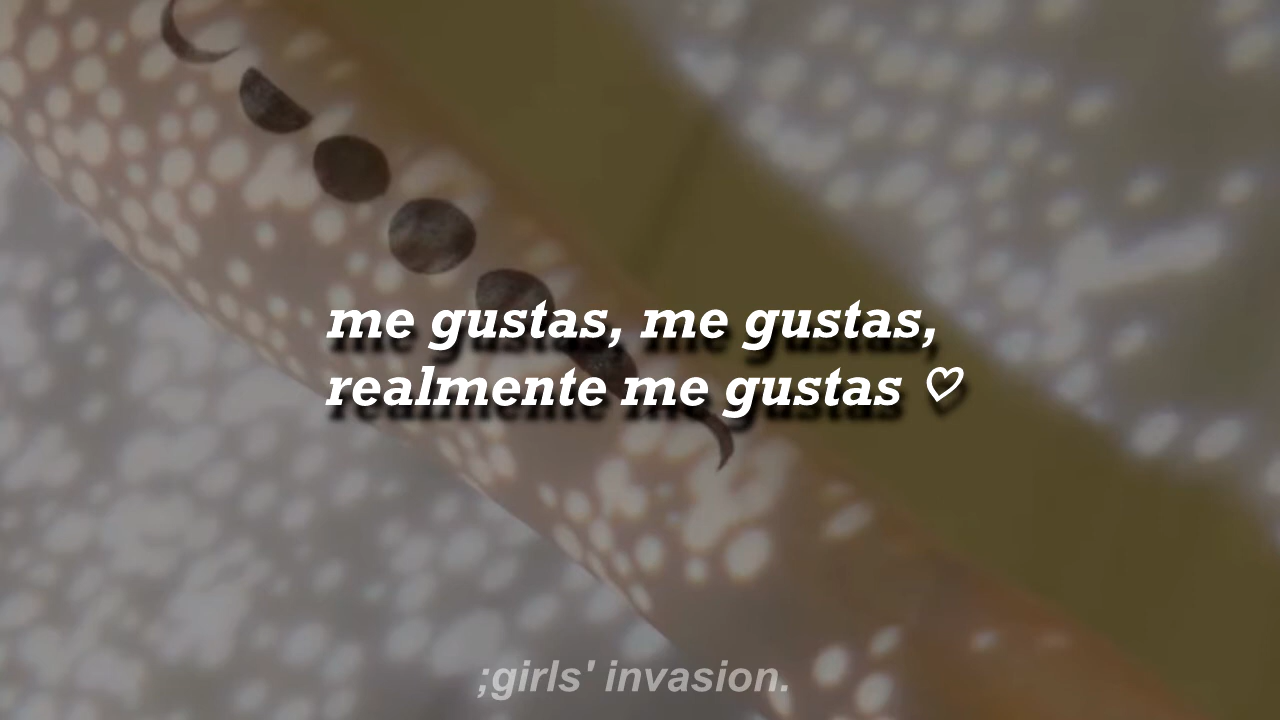 me gustas, me gustas,
realmente me gustas ♡
;girls' invasion.